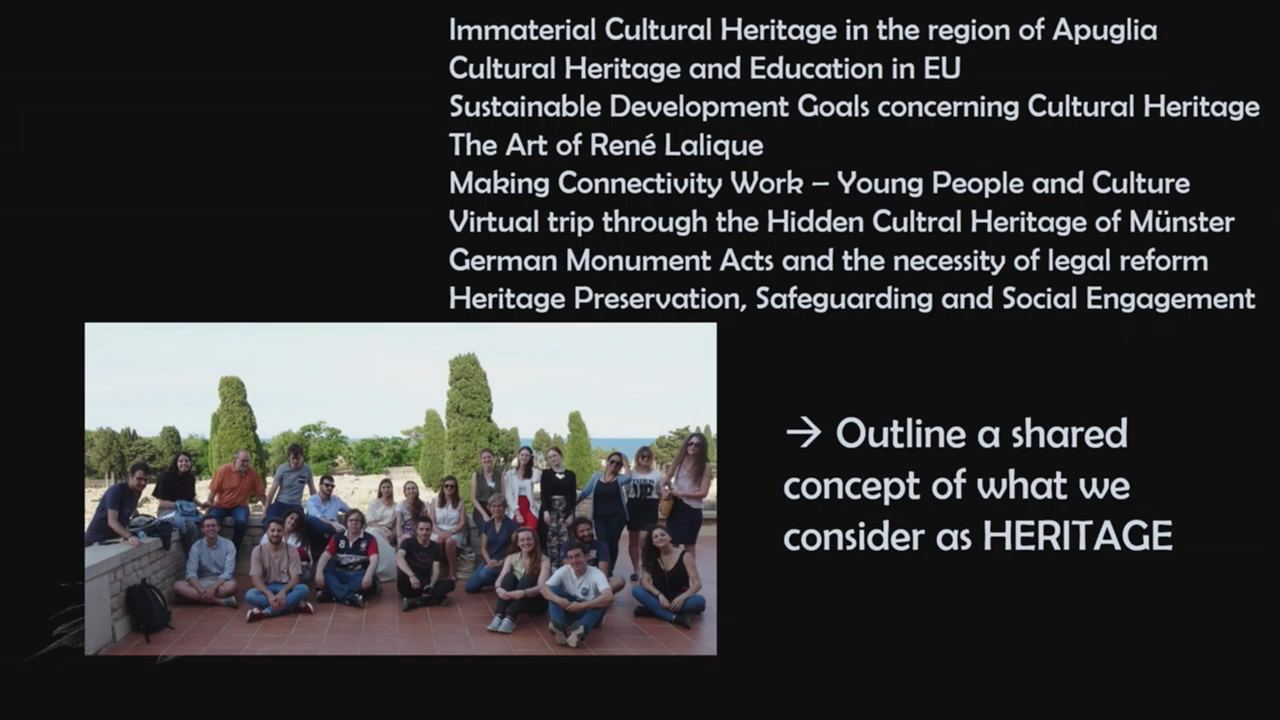 Immaterial Cultural Heritage in the region of Apuglia
Cultural Heritage and Education in EU
Sustainable Development Goals concerning Cultural Heritage
The Art of René Lalique
Making Connectivity Work – Young People and Culture
Virtual trip through the Hidden Cultral Heritage of Münster
German Monument Acts and the necessity of legal reform
Heritage Preservation, Safeguarding and Social Engagement
→ Outline a shared
concept of what we
consider as HERITAGE